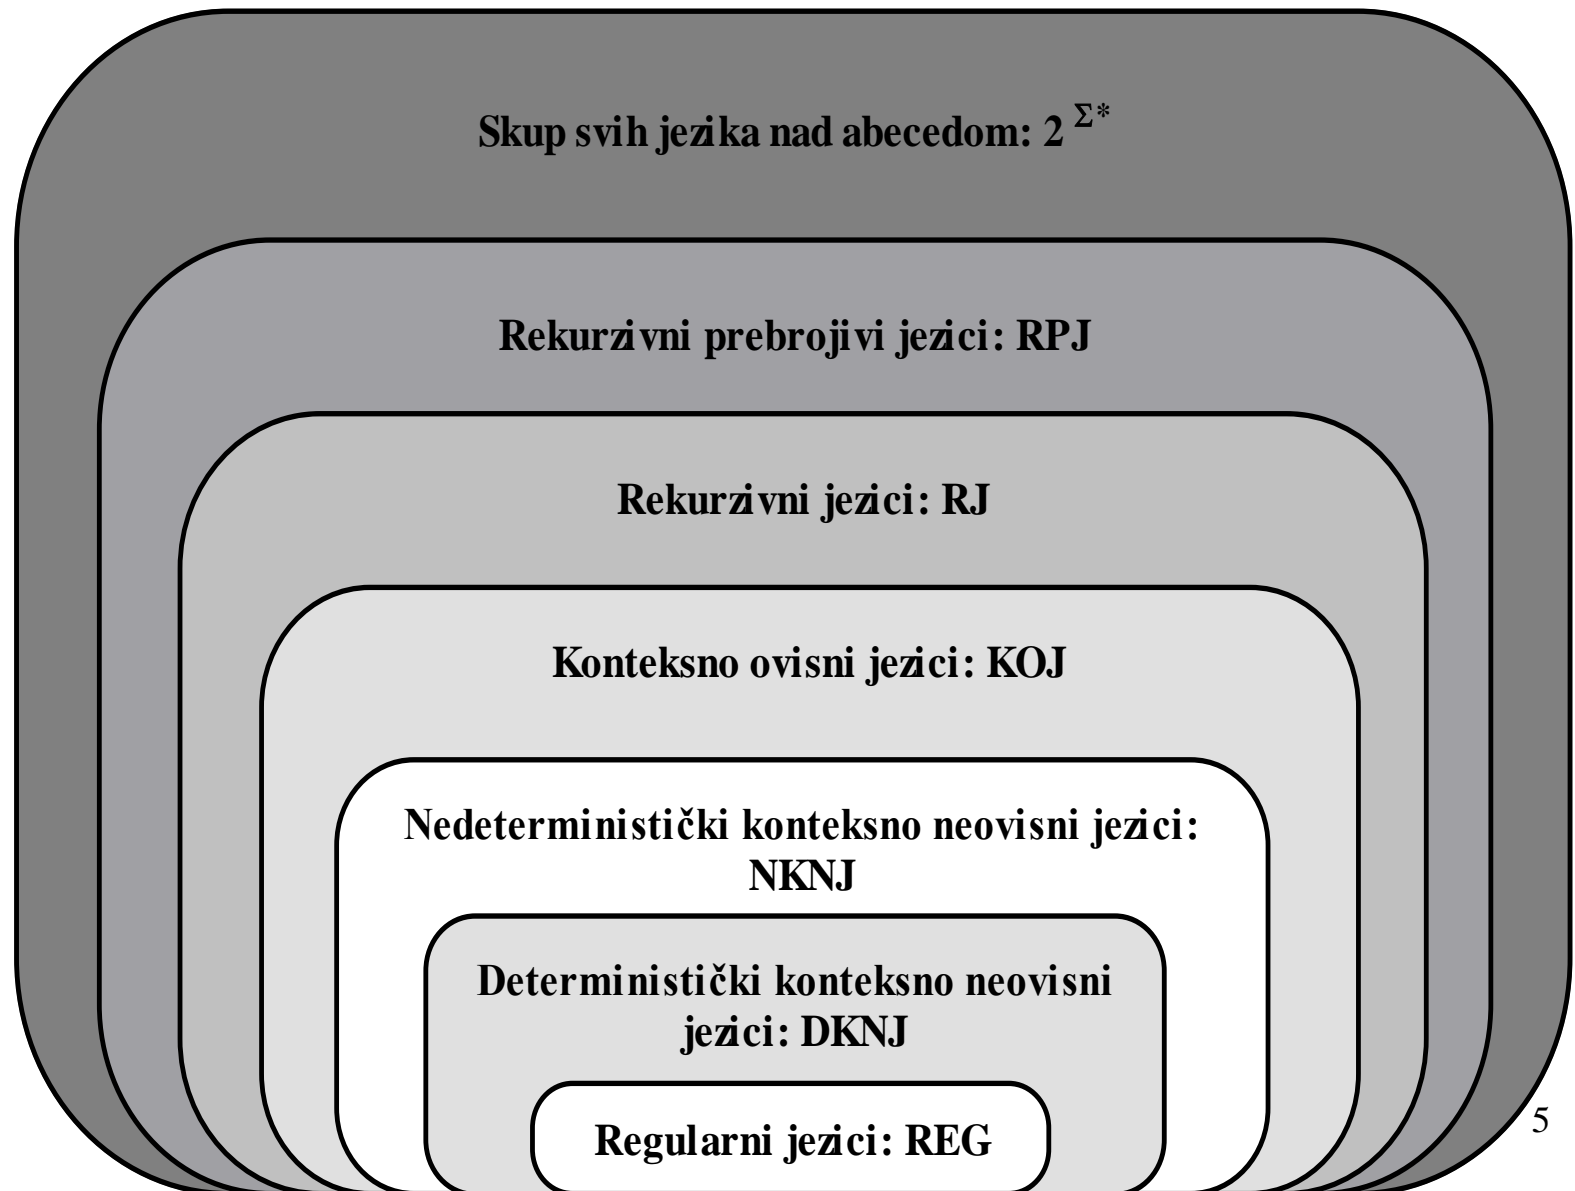 Skup svih jezika nad abecedom: 2 Σ*
Rekurzivni prebrojivi jezici: RPJ
Rekurzivni jezici: RJ
Konteksno ovisni jezici: KOJ
Nedeterministički konteksno neovisni jezici:
NKNJ
Deterministički konteksno neovisni
jezici: DKNJ
Regularni jezici: REG
5